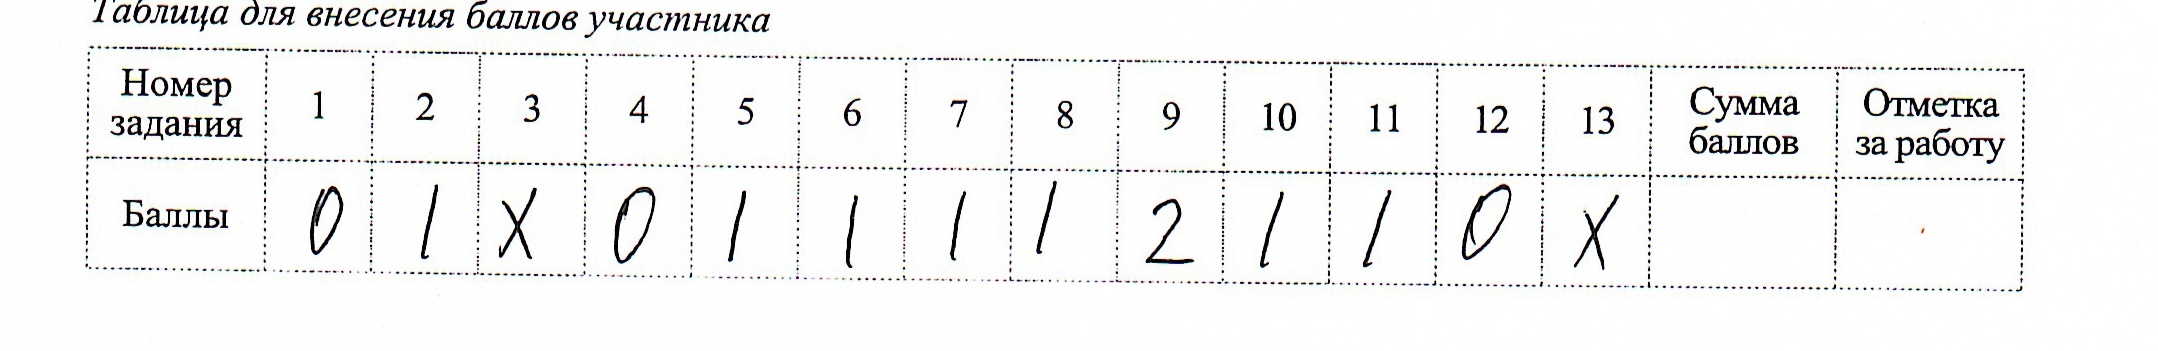 Таблица для внесения баллов участника
Номер задания 1 2 3 4 5 6 7 8 9 10 11 12 13 Сумма баллов Отметка за работу
Баллы 0 1 X 0 1 1 1 1 2 1 1 0 X